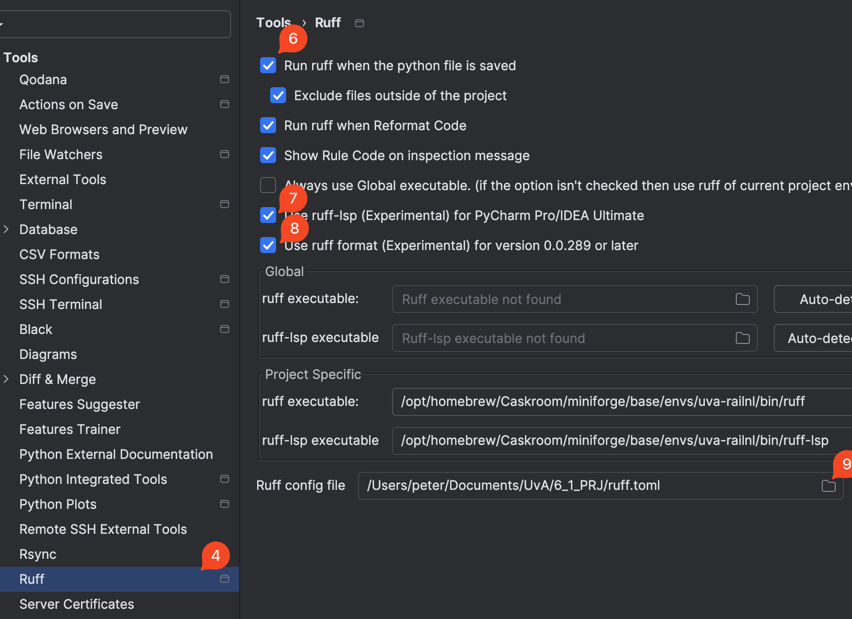 Tools
Qodana
Actions on Save
Web Browsers and Preview
File Watchers
External Tools
Terminal
Database
CSV Formats
SSH Configurations
SSH Terminal
Black
Diagrams
Diff & Merge
Features Suggester
Features Trainer
Python External Documentation
Python Integrated Tools
Python Plots
Remote SSH External Tools
Rsync
4
Ruff
Server Certificates
Tools › Ruff
6
Run ruff when the python file is saved
Exclude files outside of the project
Run ruff when Reformat Code
Show Rule Code on inspection message
Always use Global executable. (if the option isn't checked then use ruff of current project env
7
Use ruff-lsp (Experimental) for PyCharm Pro/IDEA Ultimate
8
Use ruff format (Experimental) for version 0.0.289 or later
Global
ruff executable: Ruff executable not found Auto-de
ruff-lsp executable Ruff-lsp executable not found Auto-dete
Project Specific
ruff executable: /opt/homebrew/Caskroom/miniforge/base/envs/uva-railnl/bin/ruff
ruff-lsp executable /opt/homebrew/Caskroom/miniforge/base/envs/uva-railnl/bin/ruff-lsp
9
Ruff config file /Users/peter/Documents/UvA/6_1_PRJ/ruff.toml